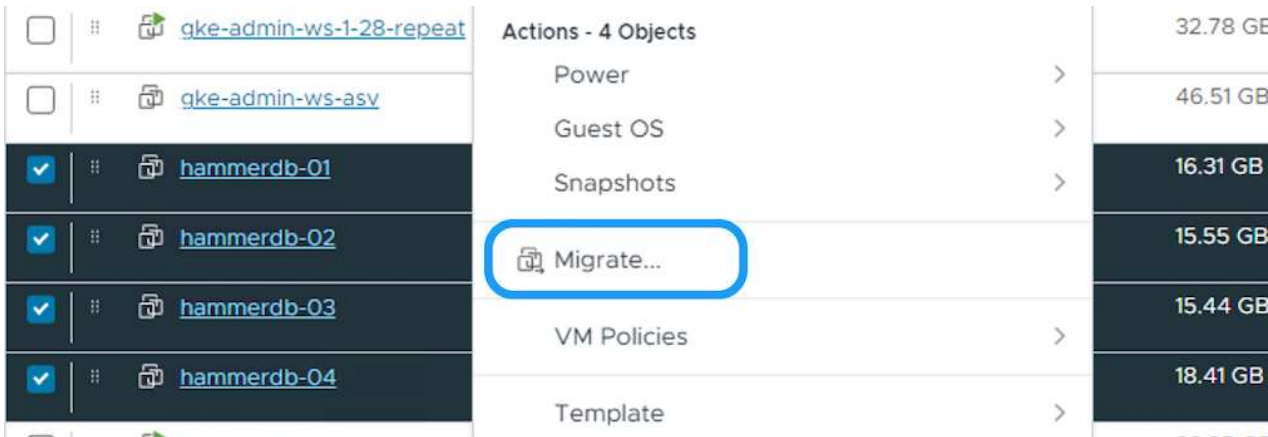 gke-admin-ws-1-28-repeat
Actions - 4 Objects
32.78 GB
Power
gke-admin-ws-asv
46.51 GB
Guest OS
hammerdb-01
Snapshots
16.31 GB
hammerdb-02
15.55 GB
Migrate...
hammerdb-03
15.44 GB
VM Policies
hammerdb-04
18.41 GB
Template